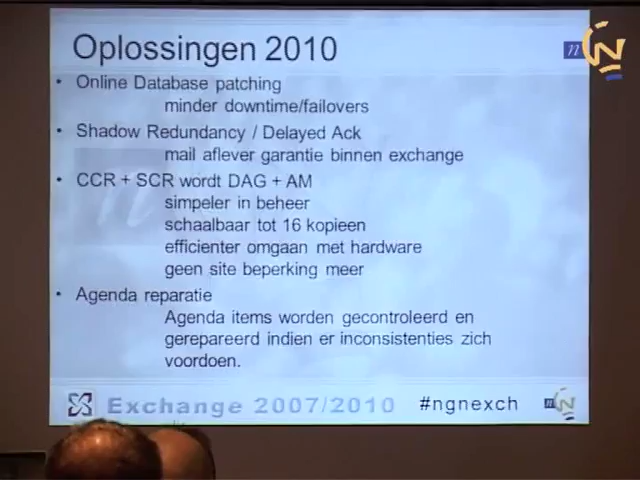 Oplossingen 2010
• Online Database patching
minder downtime/failovers
• Shadow Redundancy / Delayed Ack
mail aflever garantie binnen exchange
• CCR + SCR wordt DAG + AM
simpeler in beheer
schaalbaar tot 16 kopieen
efficienter omgaan met hardware
geen site beperking meer
• Agenda reparatie
Agenda items worden gecontroleerd en
gerepareerd indien er inconsistenties zich
voordoen.
Exchange 2007/2010 #ngnexch